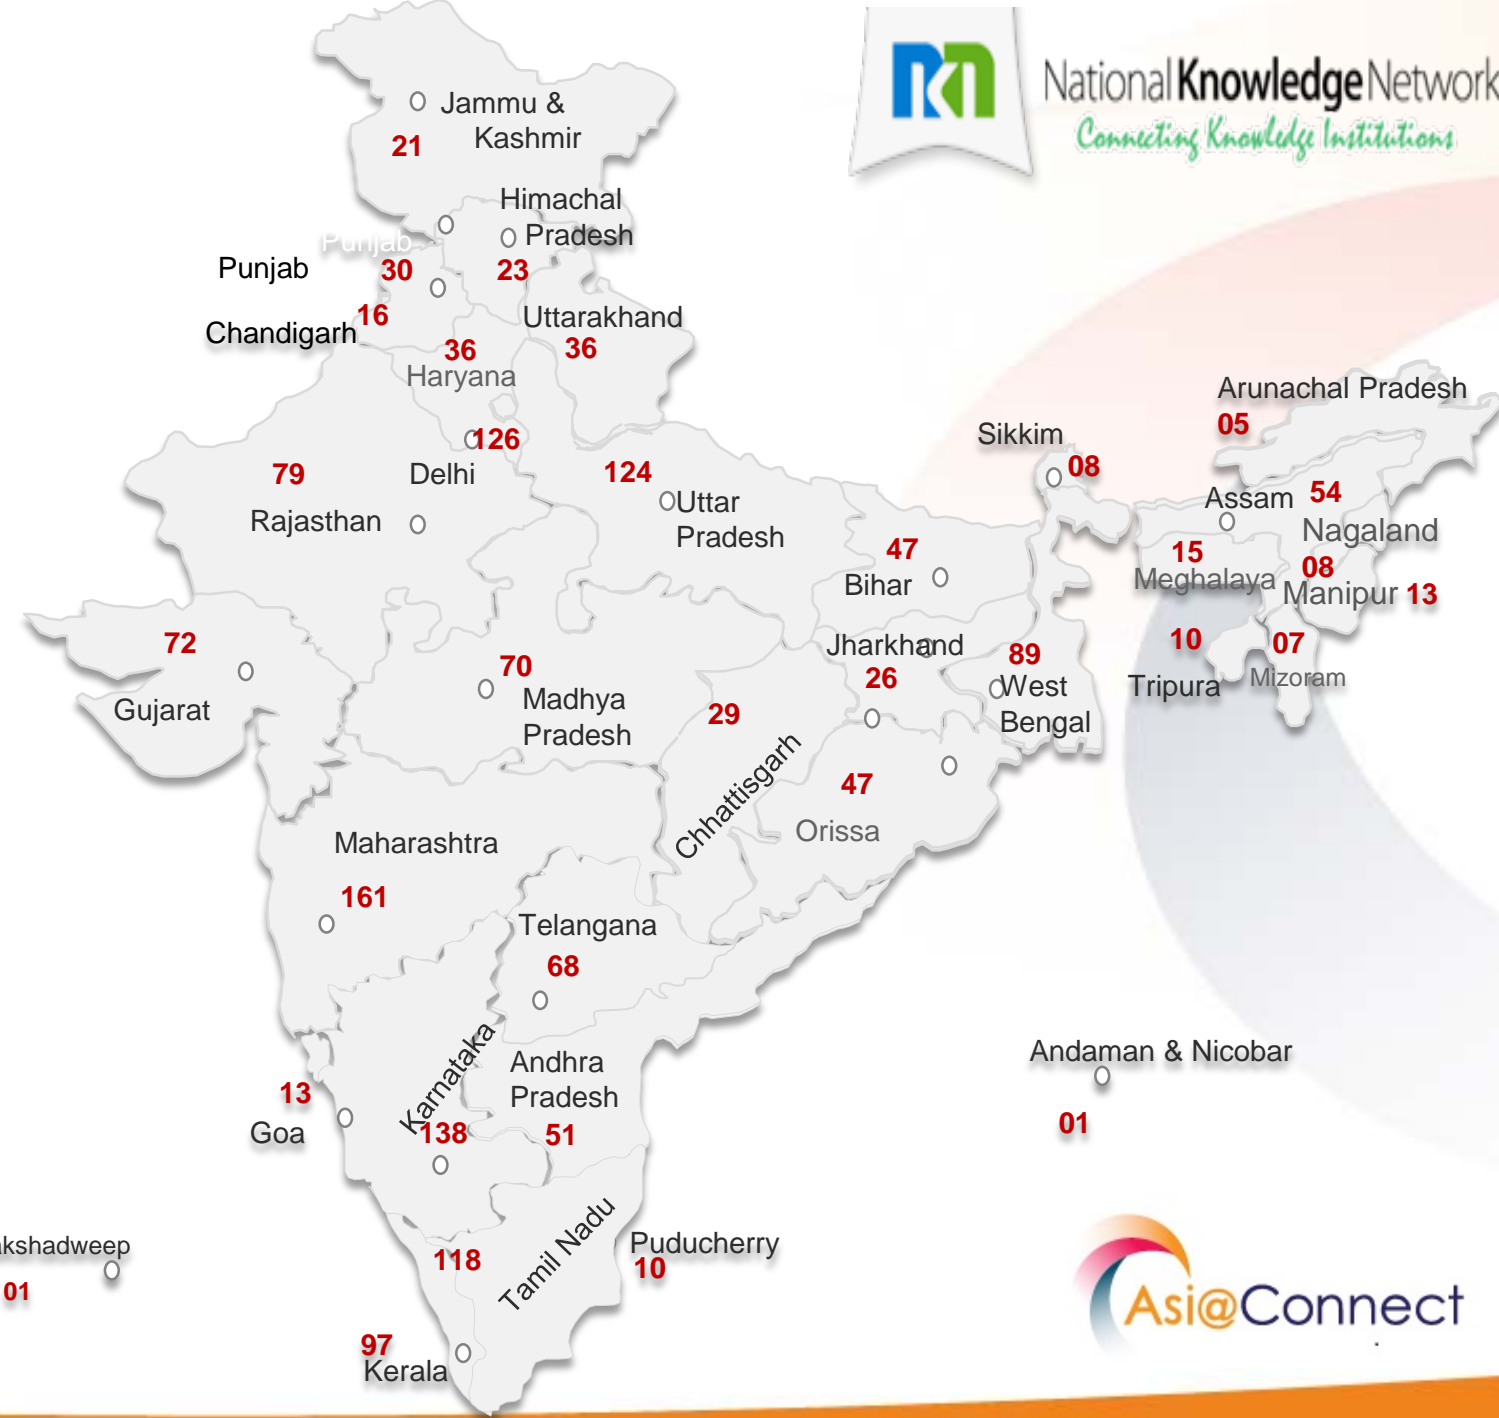 National Knowledge Network
Connecting Knowledge Institutions
Jammu &
Kashmir
21
Himachal
Pradesh
23
Punjab
Punjab
30
Chandigarh
16
Uttarakhand
36
36
Haryana
126
Delhi
79
Rajasthan
124
Uttar
Pradesh
Arunachal Pradesh
05
Sikkim
08
Assam
54
Nagaland
08
15
Meghalaya
Manipur
13
10
Tripura
07
Mizoram
47
Bihar
Jharkhand
26
89
West
Bengal
72
Gujarat
70
Madhya
Pradesh
29
Chhattisgarh
47
Orissa
Maharashtra
161
Telangana
68
Karnataka
138
Andhra
Pradesh
51
13
Goa
Andaman & Nicobar
01
akshadweep
01
118
Tamil Nadu
Puducherry
10
97
Kerala
Asi@Connect